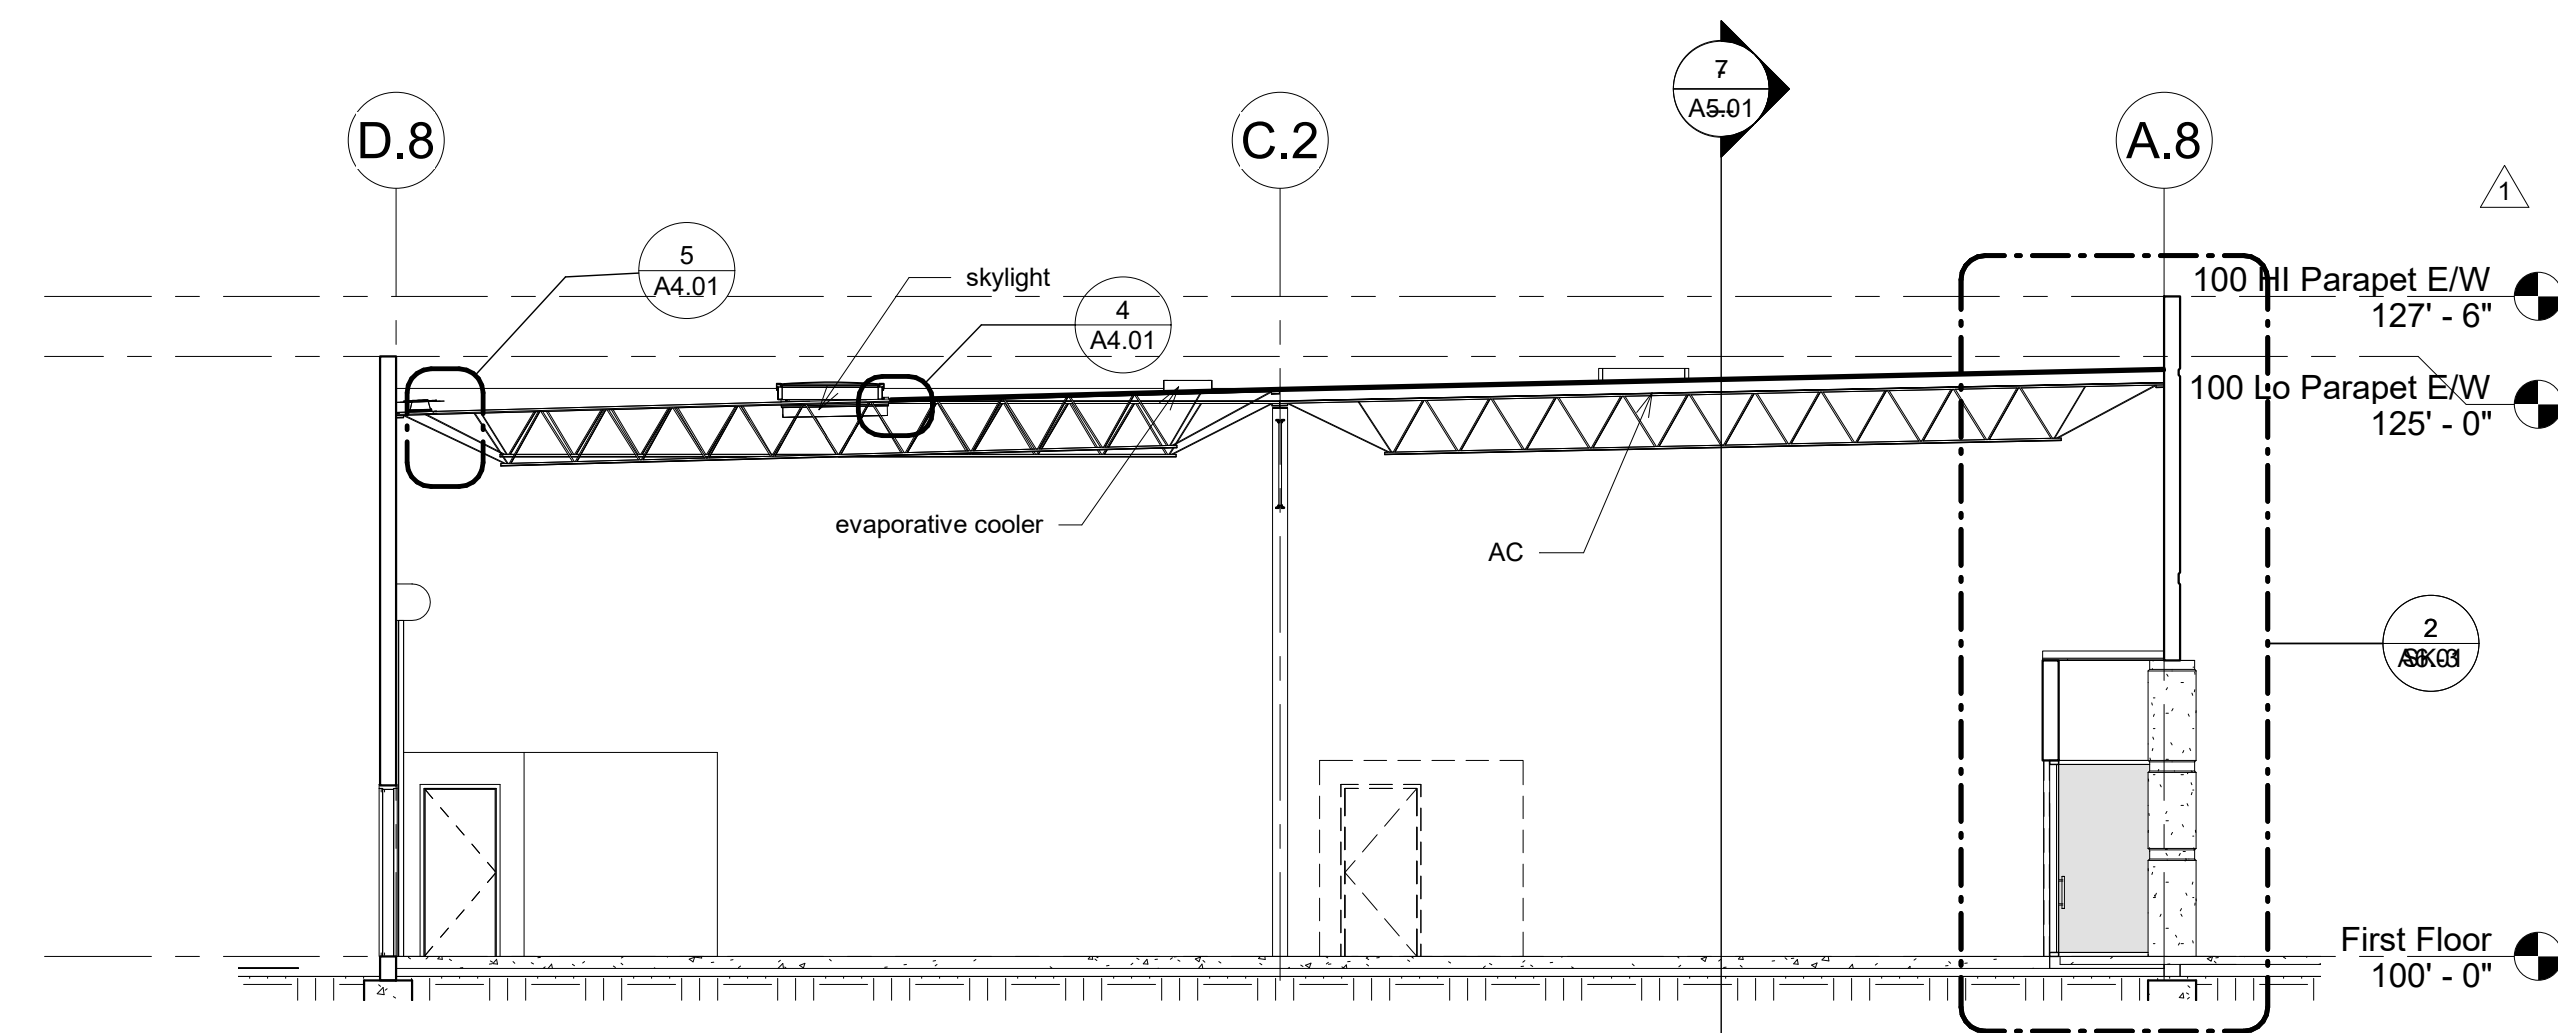 7
A5.01
D.8
C.2
A.8
1
5
A4.01
skylight
4
A4.01
100 HI Parapet E/W
127' - 6"
100 Lo Parapet E/W
125' - 0"
evaporative cooler
AC
2
First Floor
100' - 0"